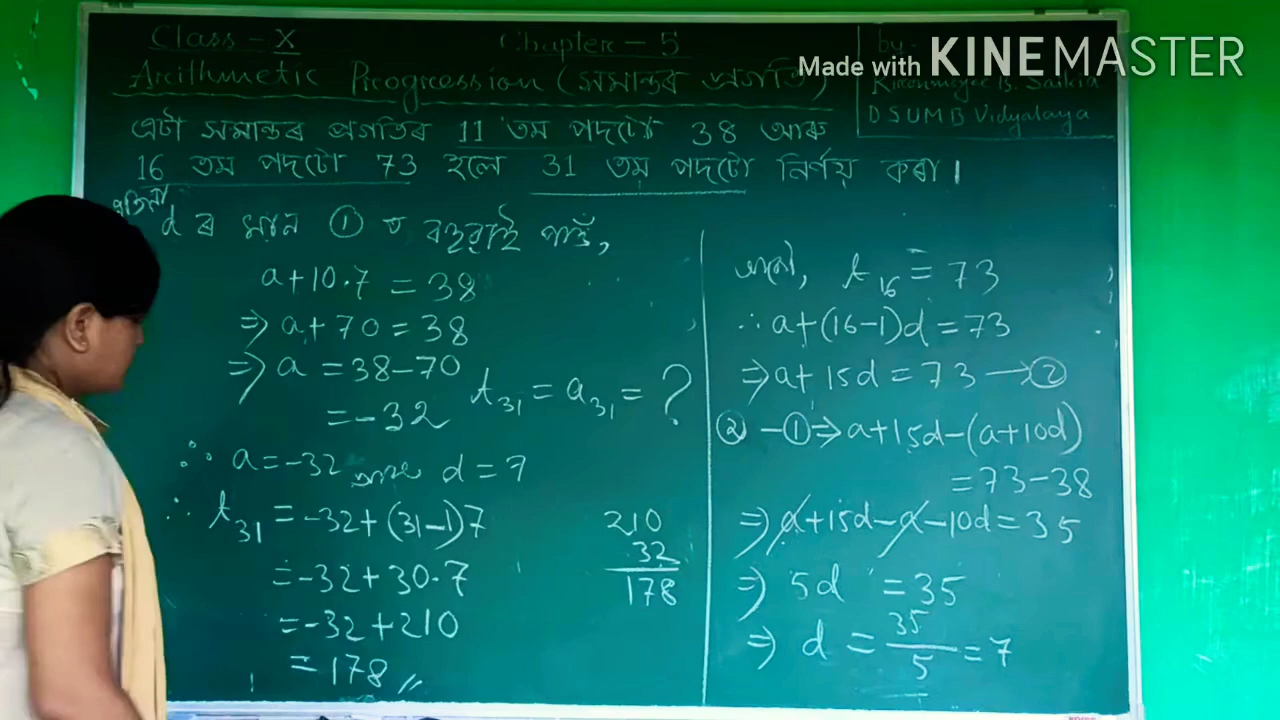 Class - X
Chapter - 5
Made with KINEMASTER
Arithmetic Progression (সমান্তৰ প্ৰগতি)
by-
D S U M B Vidyalaya
এটা সমান্তৰ প্ৰগতিৰ 11 তম পদটো 38 আৰু
16 তম পদটো 73 হলে 31 তম পদটো নিৰ্ণয় কৰা।
d ৰ মান ① ত বহুৱাই পাওঁ,
a + 10·7 = 38
⇒ a + 70 = 38
⇒ a = 38 - 70
= -32
t₃₁ = a₃₁ = ?
∴ a = -32 আৰু d = 7
∴ t₃₁ = -32 + (31-1)7
= -32 + 30·7
= -32 + 210
= 178 //
210
32
178
আকৌ, t₁₆ = 73
∴ a + (16-1)d = 73
⇒ a + 15d = 73 → ②
② - ① ⇒ a + 15d - (a + 10d)
= 73 - 38
⇒ a + 15d - a - 10d = 35
⇒ 5d = 35
⇒ d = 35/5 = 7